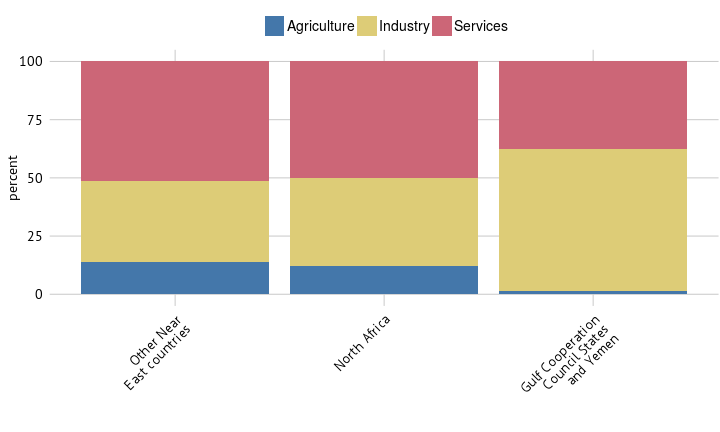 Agriculture Industry Services
100
75
50
25
0
percent
Other Near
East countries
North Africa
Gulf Cooperation
Council States
and Yemen